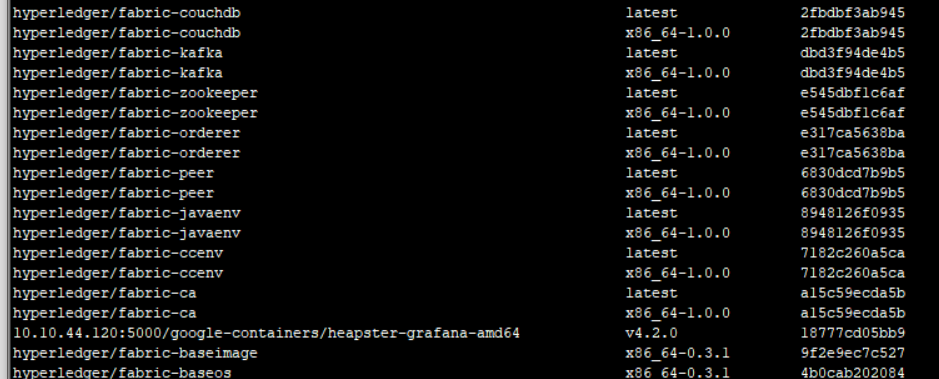 hyperledger/fabric-couchdb latest 2fbdbf3ab945
hyperledger/fabric-couchdb x86_64-1.0.0 2fbdbf3ab945
hyperledger/fabric-kafka latest dbd3f94de4b5
hyperledger/fabric-kafka x86_64-1.0.0 dbd3f94de4b5
hyperledger/fabric-zookeeper latest e545dbf1c6af
hyperledger/fabric-zookeeper x86_64-1.0.0 e545dbf1c6af
hyperledger/fabric-orderer latest e317ca5638ba
hyperledger/fabric-orderer x86_64-1.0.0 e317ca5638ba
hyperledger/fabric-peer latest 6830dcd7b9b5
hyperledger/fabric-peer x86_64-1.0.0 6830dcd7b9b5
hyperledger/fabric-javaenv latest 8948126f0935
hyperledger/fabric-javaenv x86_64-1.0.0 8948126f0935
hyperledger/fabric-ccenv latest 7182c260a5ca
hyperledger/fabric-ccenv x86_64-1.0.0 7182c260a5ca
hyperledger/fabric-ca latest a15c59ecda5b
hyperledger/fabric-ca x86_64-1.0.0 a15c59ecda5b
10.10.44.120:5000/google-containers/heapster-grafana-amd64 v4.2.0 18777cd05bb9
hyperledger/fabric-baseimage x86_64-0.3.1 9f2e9ec7c527
hyperledger/fabric-baseos x86_64-0.3.1 4b0cab202084